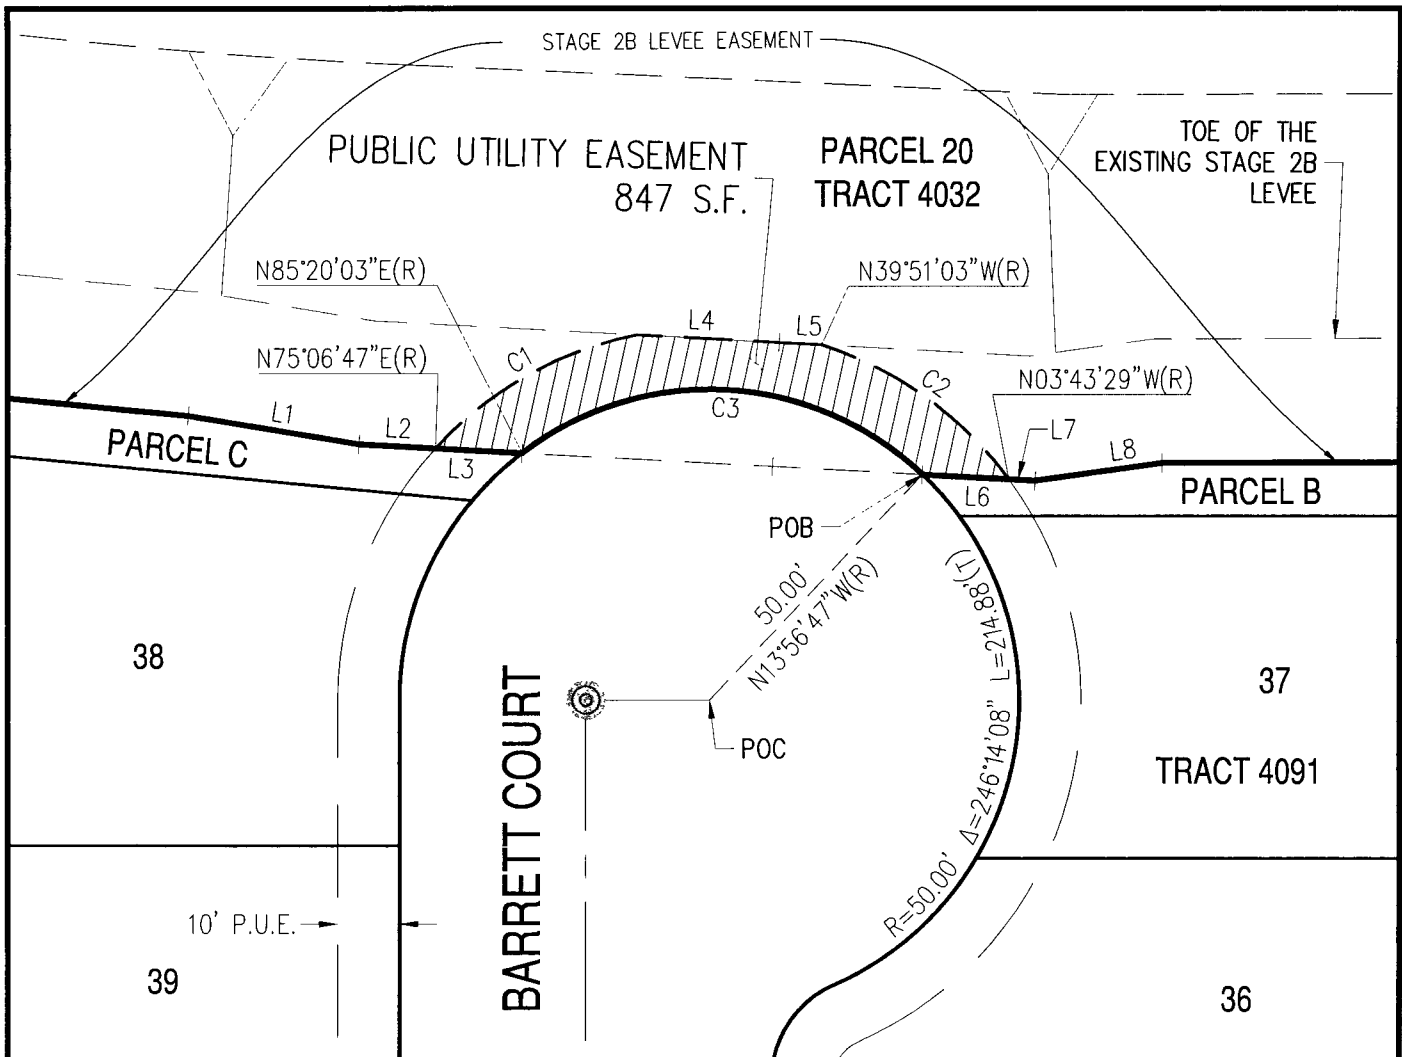 STAGE 2B LEVEE EASEMENT
PUBLIC UTILITY EASEMENT
847 S.F.
PARCEL 20
TRACT 4032
TOE OF THE
EXISTING STAGE 2B
LEVEE
N85°20'03"E(R)
N39°51'03"W(R)
L4
L5
N75°06'47"E(R)
C1
C2
N03°43'29"W(R)
C3
L1
L2
L3
L7
L8
L6
PARCEL C
PARCEL B
POB
50.00'
N13°56'47"W(R)
R=50.00' Δ=246°14'08" L=214.88'(T)
38
37
BARRETT COURT
POC
TRACT 4091
10' P.U.E.
39
36